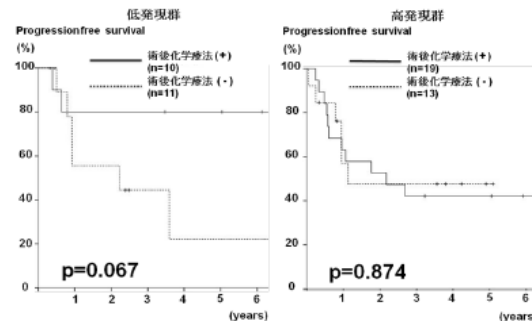 低発現群
Progressionfree survival
(%)
術後化学療法 (+)
(n=10)
術後化学療法 (-)
(n=11)
100
80
60
40
20
0
p=0.067
1 2 3 4 5 6
(years)
高発現群
Progressionfree survival
(%)
術後化学療法 (+)
(n=19)
術後化学療法 (-)
(n=13)
100
80
60
40
20
0
p=0.874
1 2 3 4 5 6
(years)